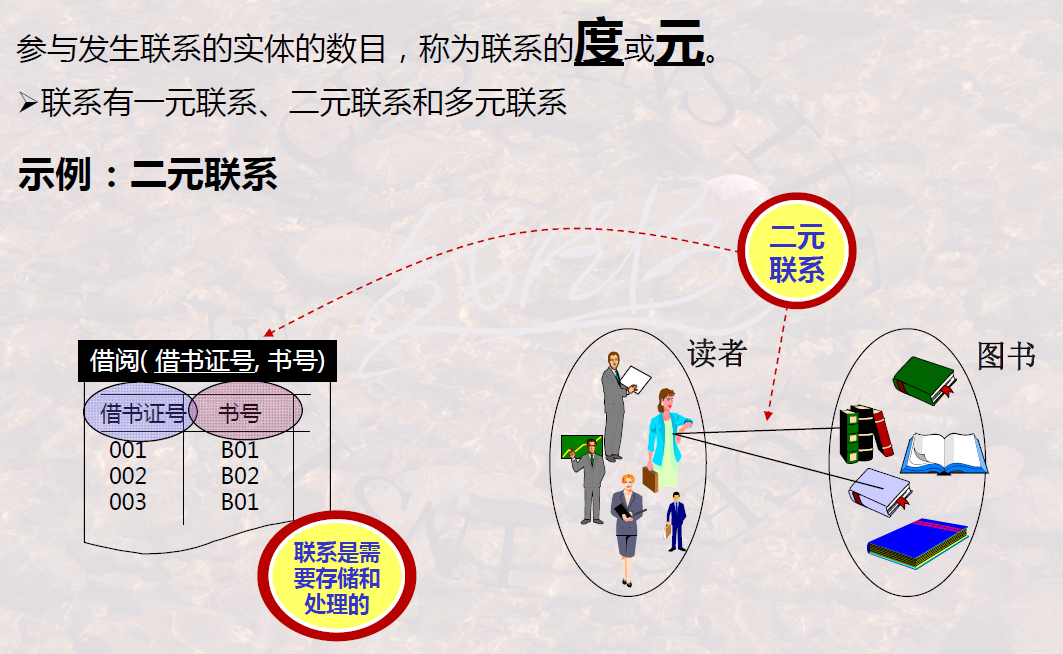 参与发生联系的实体的数目，称为联系的度或元。
➢联系有一元联系、二元联系和多元联系
示例：二元联系
二元
联系
借阅( 借书证号, 书号)
借书证号 书号
001 B01
002 B02
003 B01
联系是需
要存储和
处理的
读者
图书